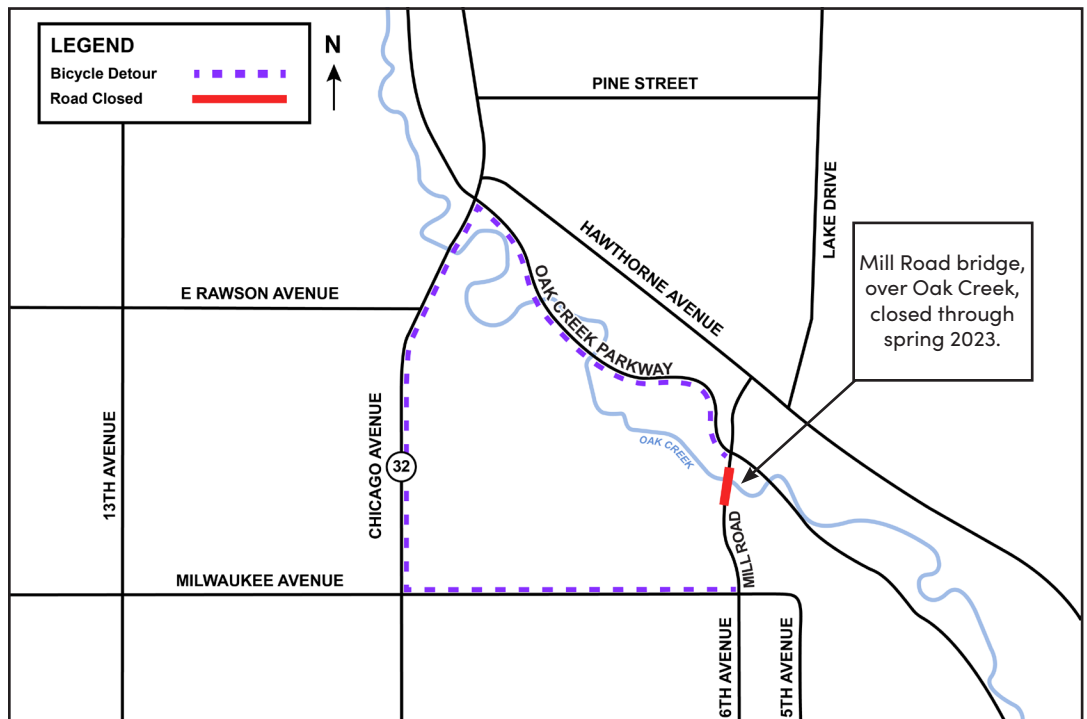 LEGEND
Bicycle Detour
Road Closed
N
PINE STREET
LAKE DRIVE
HAWTHORNE AVENUE
Mill Road bridge,
over Oak Creek,
closed through
spring 2023.
E RAWSON AVENUE
OAK CREEK PARKWAY
13TH AVENUE
CHICAGO AVENUE
32
OAK CREEK
MILL ROAD
MILWAUKEE AVENUE
6TH AVENUE
5TH AVENUE